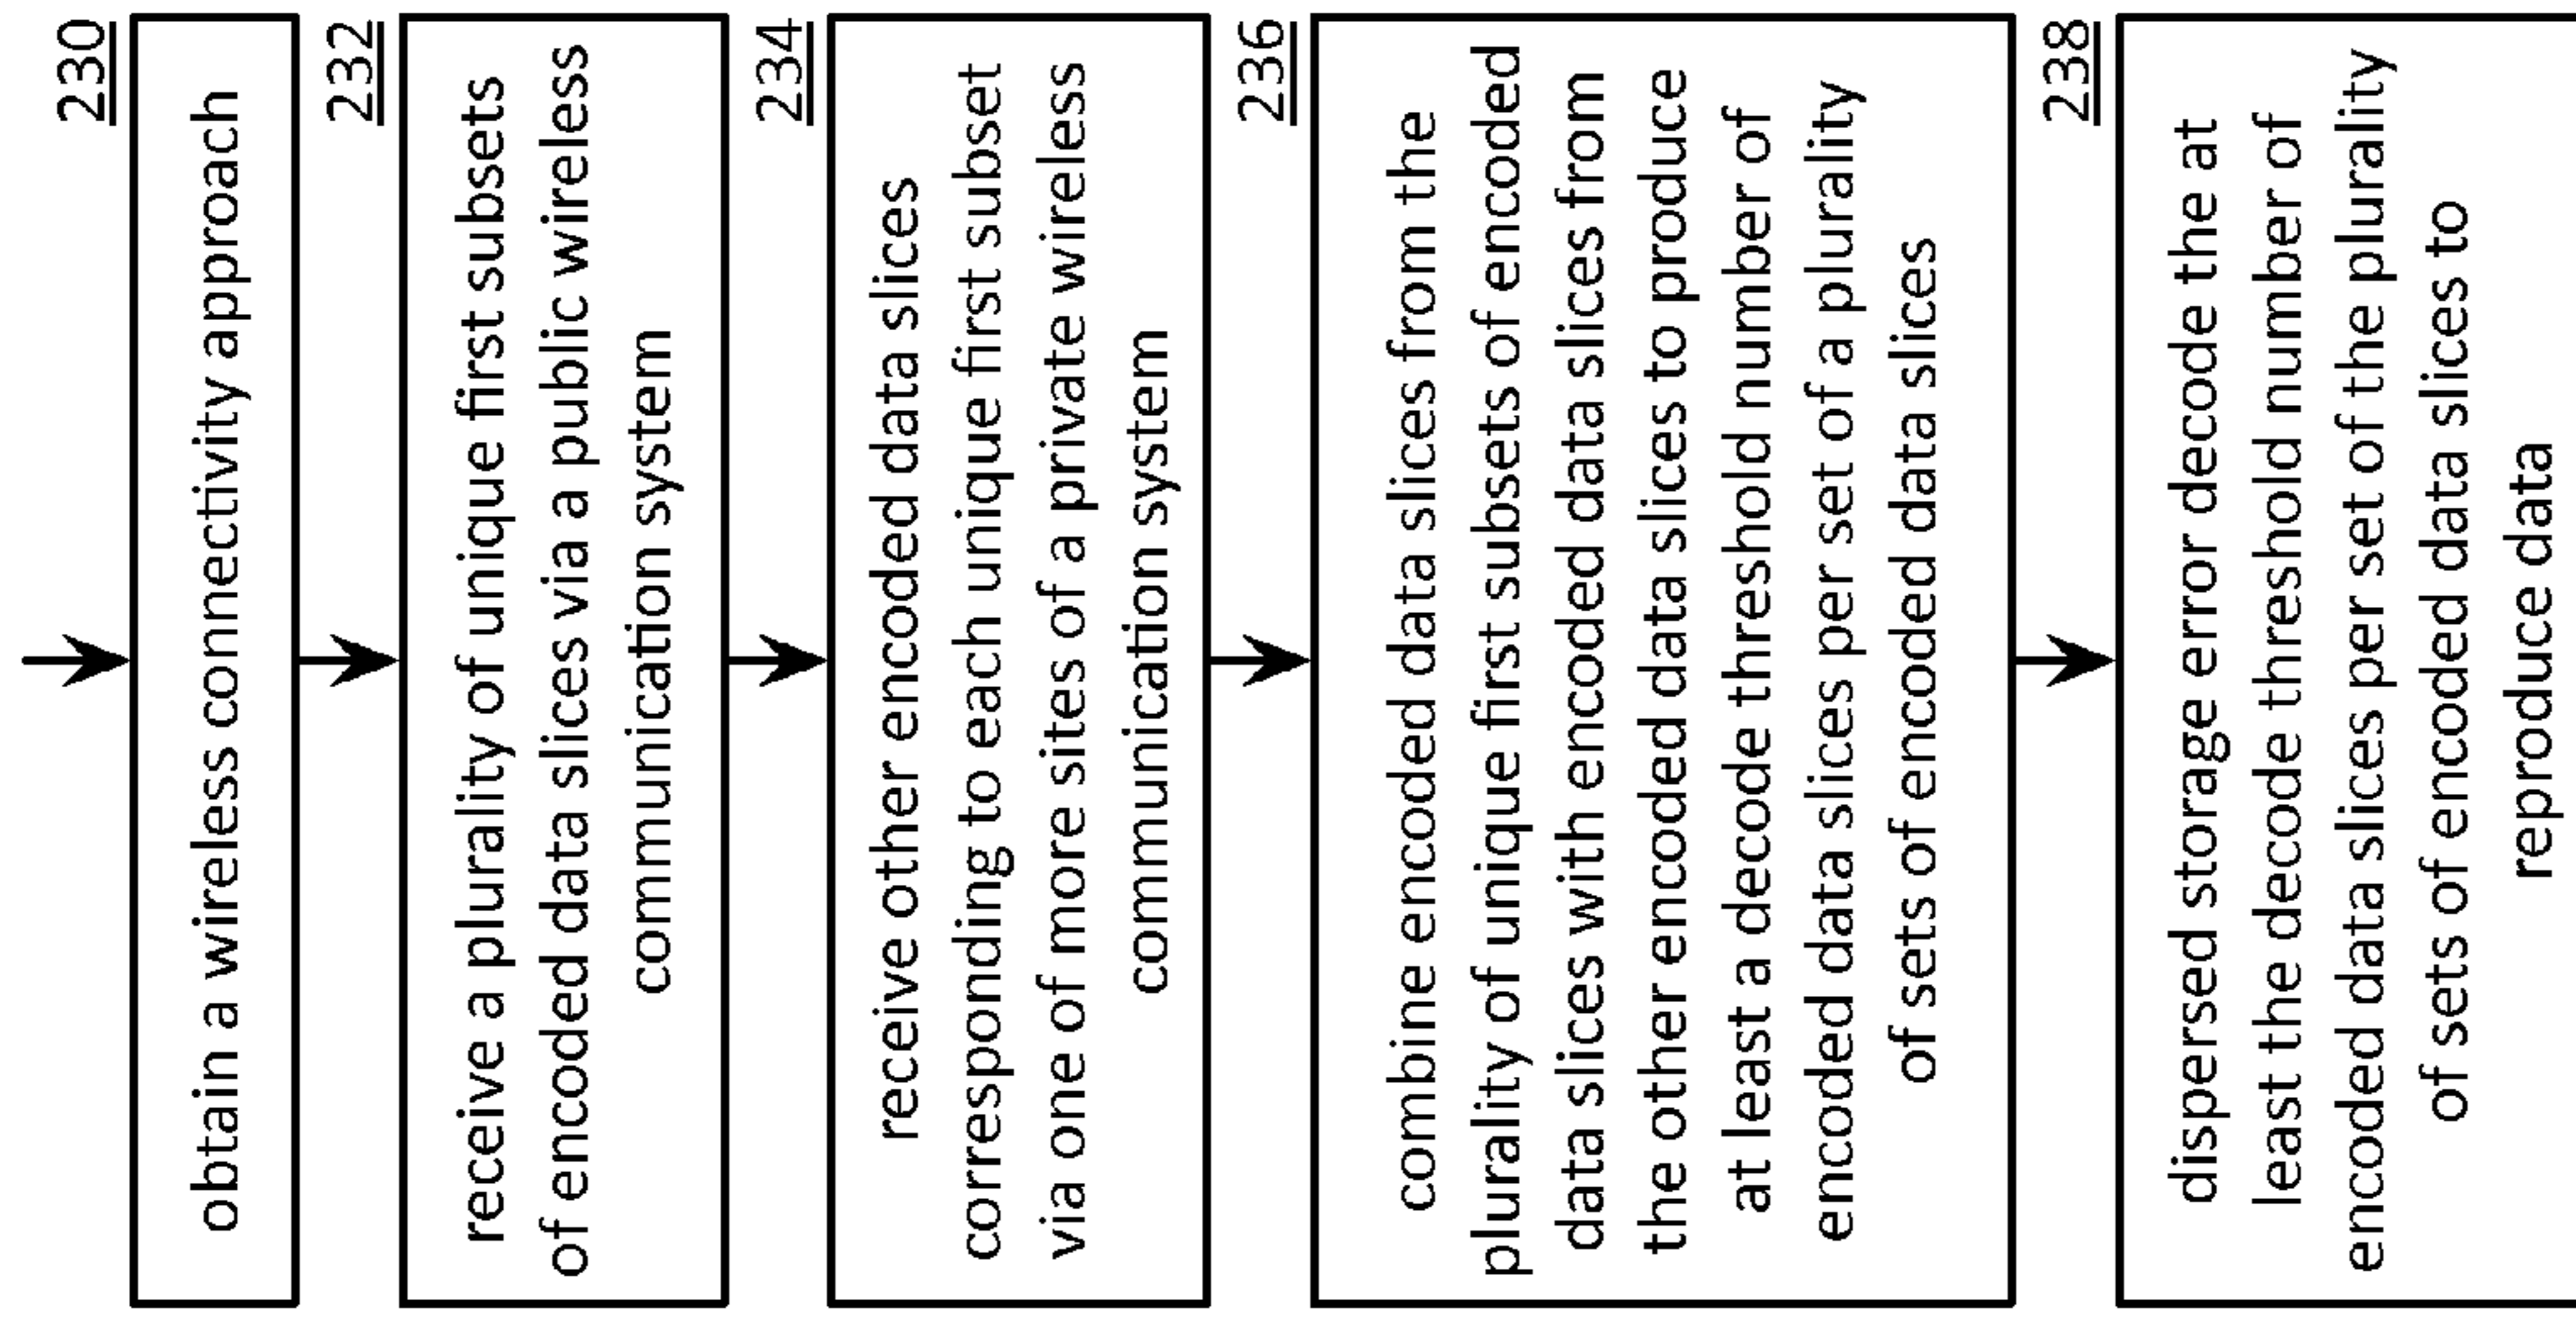 230
obtain a wireless connectivity approach
232
receive a plurality of unique first subsets
of encoded data slices via a public wireless
communication system
234
receive other encoded data slices
corresponding to each unique first subset
via one of more sites of a private wireless
communication system
236
combine encoded data slices from the
plurality of unique first subsets of encoded
data slices with encoded data slices from
the other encoded data slices to produce
at least a decode threshold number of
encoded data slices per set of a plurality
of sets of encoded data slices
238
dispersed storage error decode the at
least the decode threshold number of
encoded data slices per set of the plurality
of sets of encoded data slices to
reproduce data